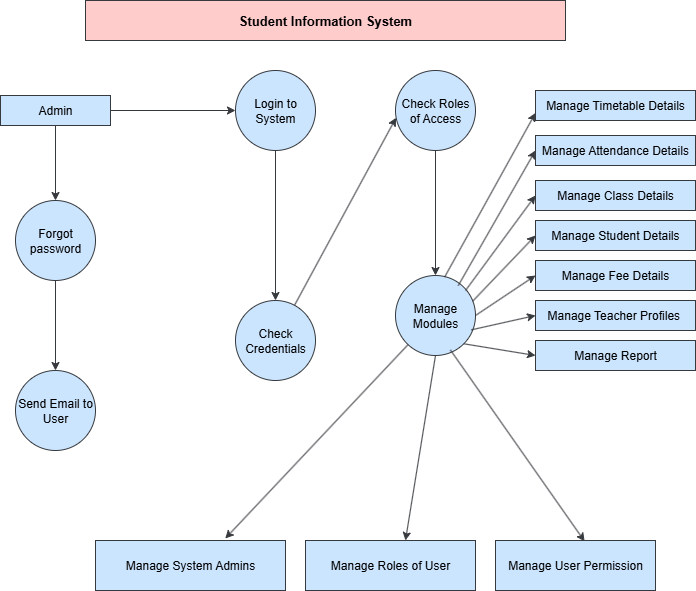 Student Information System
Admin
Login to
System
Check Roles
of Access
Manage Timetable Details
Manage Attendance Details
Manage Class Details
Manage Student Details
Manage Fee Details
Manage Teacher Profiles
Manage Report
Forgot
password
Manage
Modules
Check
Credentials
Send Email to
User
Manage System Admins
Manage Roles of User
Manage User Permission